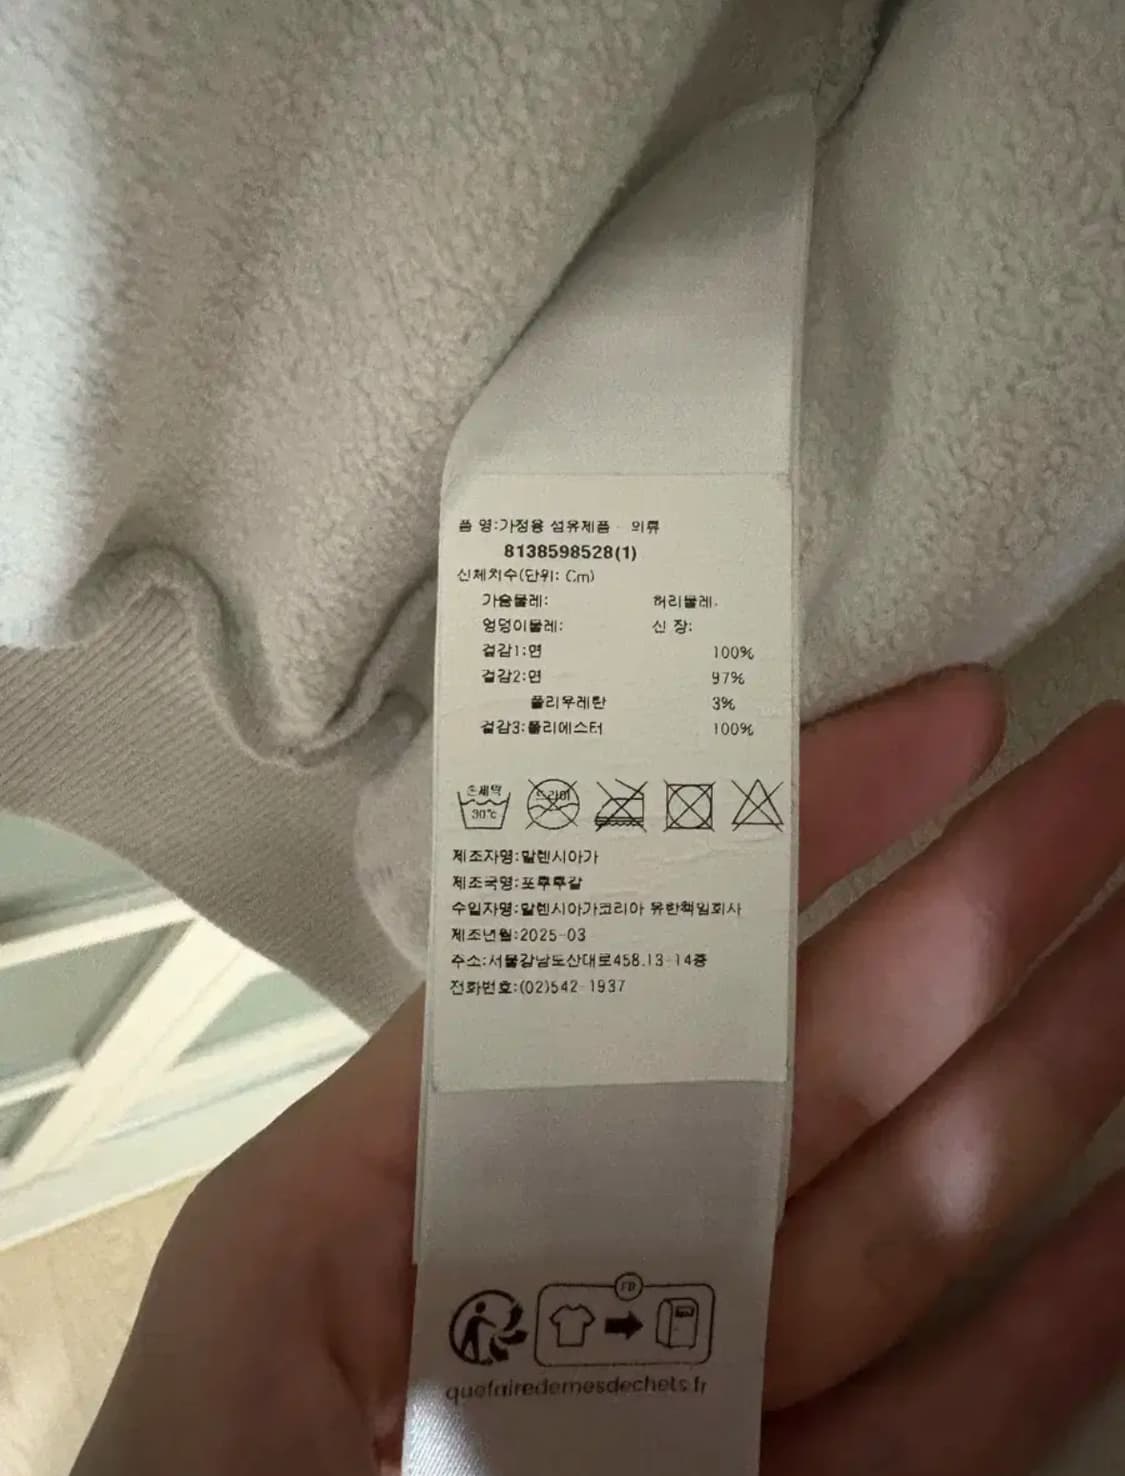 품 명:가정용 섬유제품 - 의류
8138598528(1)
신체치수(단위: Cm)
가슴둘레: 허리둘레.
엉덩이둘레: 신 장:
겉감1:면 100%
겉감2:면 97%
폴리우레탄 3%
겉감3:폴리에스터 100%
손세탁
30℃
드라이
제조자명:발렌시아가
제조국명:포루투갈
수입자명:발렌시아가코리아 유한책임회사
제조년월:2025-03
주소:서울강남도산대로458,13-14층
전화번호:(02)542-1937
FR
quefairedemesdechets.fr